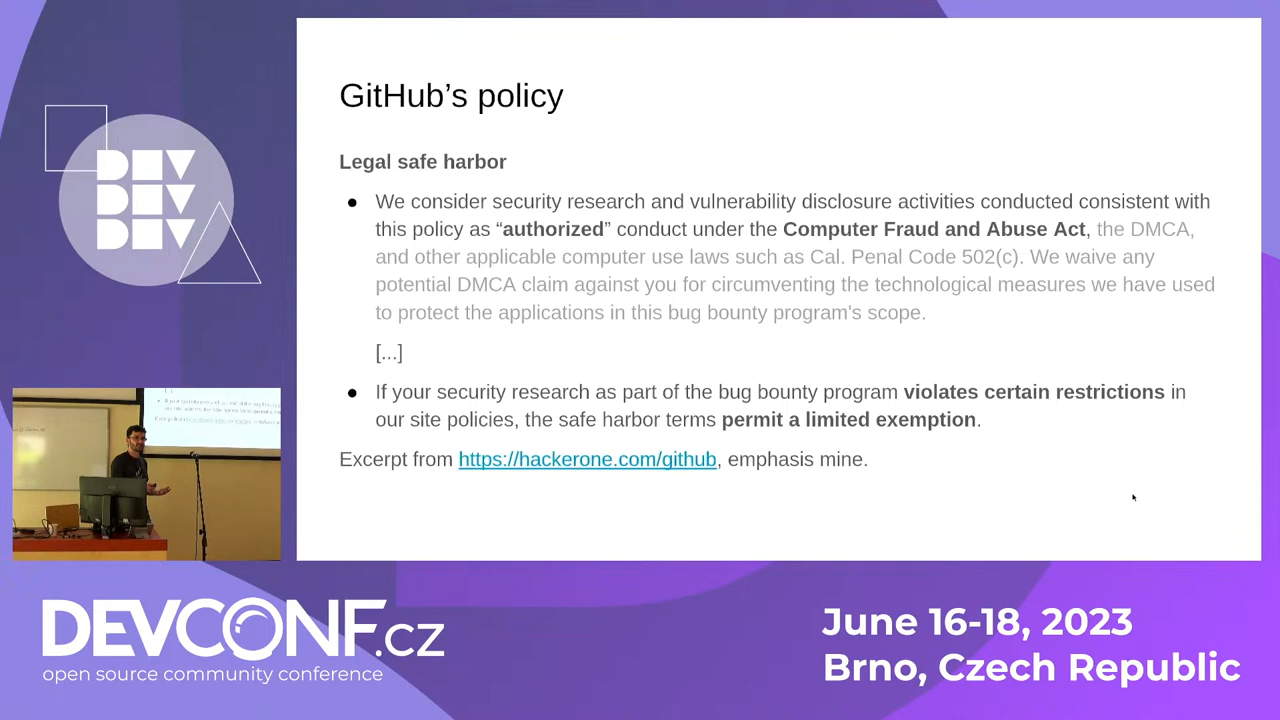 GitHub’s policy
Legal safe harbor
● We consider security research and vulnerability disclosure activities conducted consistent with
this policy as “authorized” conduct under the Computer Fraud and Abuse Act, the DMCA,
and other applicable computer use laws such as Cal. Penal Code 502(c). We waive any
potential DMCA claim against you for circumventing the technological measures we have used
to protect the applications in this bug bounty program's scope.
[...]
● If your security research as part of the bug bounty program violates certain restrictions in
our site policies, the safe harbor terms permit a limited exemption.
Excerpt from https://hackerone.com/github, emphasis mine.
DEV
DEV
DEV
DEVCONF.cz
open source community conference
June 16-18, 2023
Brno, Czech Republic